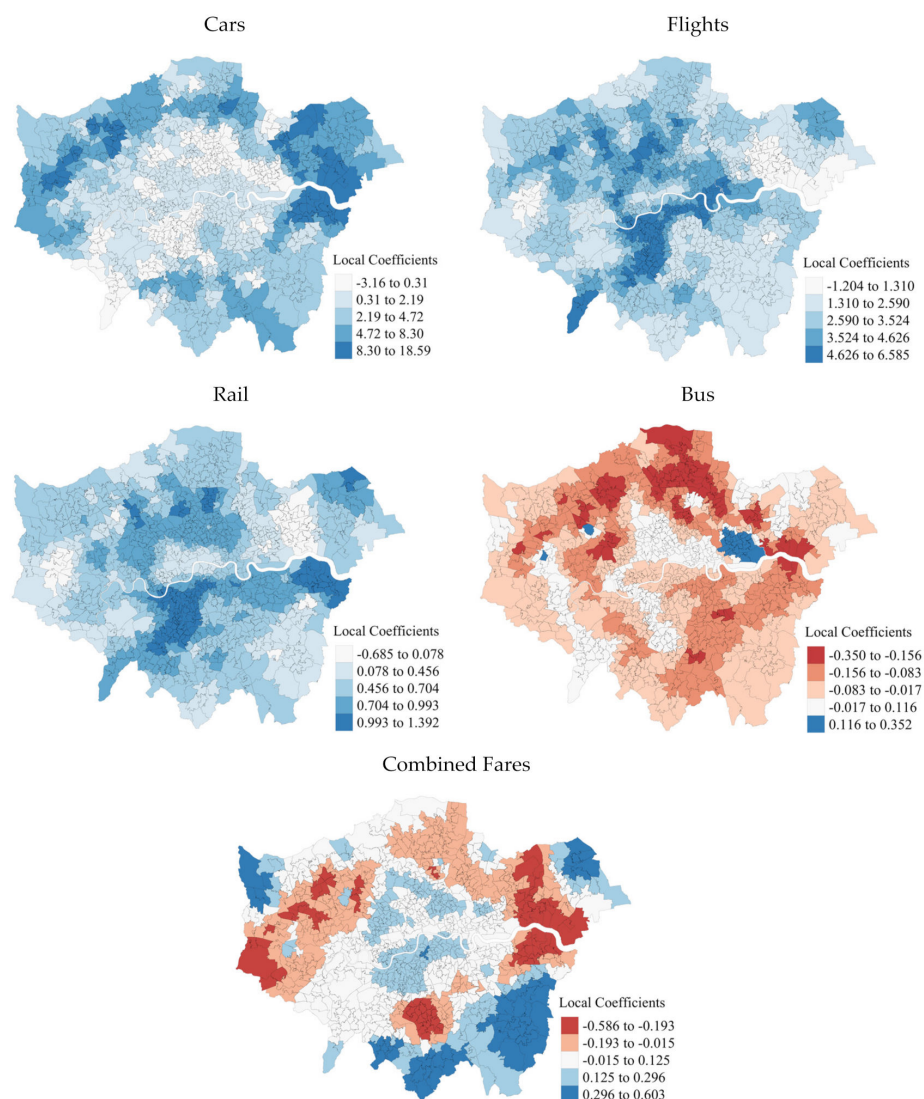 Cars
Flights
Local Coefficients
-3.16 to 0.31
0.31 to 2.19
2.19 to 4.72
4.72 to 8.30
8.30 to 18.59
Local Coefficients
-1.204 to 1.310
1.310 to 2.590
2.590 to 3.524
3.524 to 4.626
4.626 to 6.585
Rail
Bus
Local Coefficients
-0.685 to 0.078
0.078 to 0.456
0.456 to 0.704
0.704 to 0.993
0.993 to 1.392
Local Coefficients
-0.350 to -0.156
-0.156 to -0.083
-0.083 to -0.017
-0.017 to 0.116
0.116 to 0.352
Combined Fares
Local Coefficients
-0.586 to -0.193
-0.193 to -0.015
-0.015 to 0.125
0.125 to 0.296
0.296 to 0.603